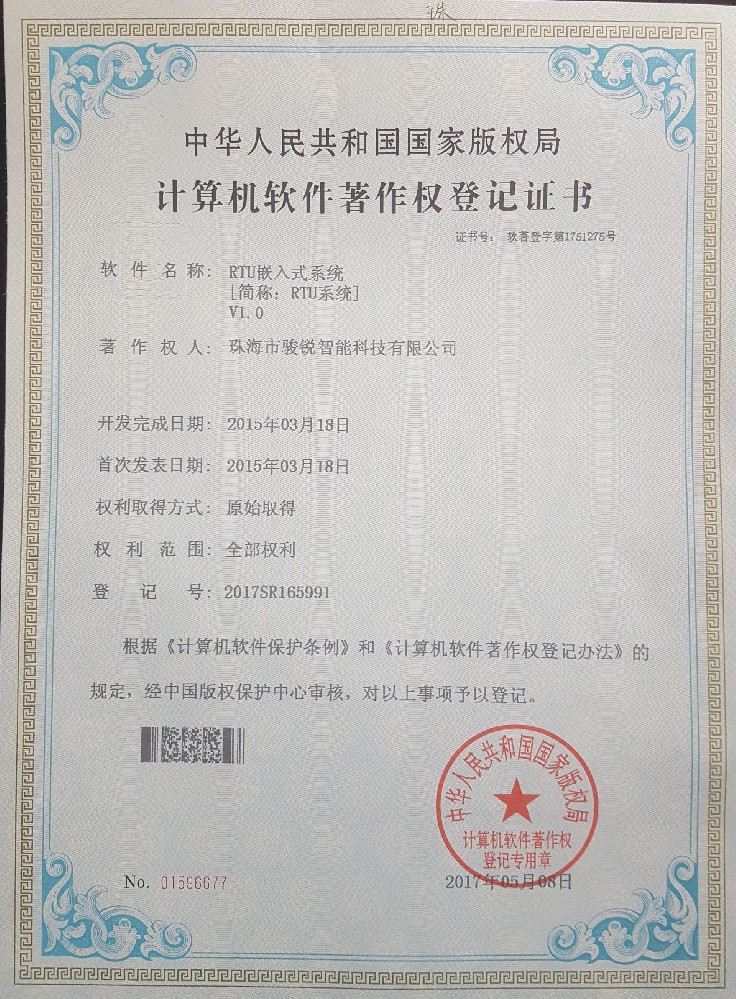 珠
中华人民共和国国家版权局
计算机软件著作权登记证书
证书号: 软著登字第1751275号
软件名称: RTU嵌入式系统
[简称: RTU系统]
V1.0
著作权人: 珠海市骏锐智能科技有限公司
开发完成日期: 2015年03月18日
首次发表日期: 2015年03月18日
权利取得方式: 原始取得
权利范围: 全部权利
登记号: 2017SR165991
根据《计算机软件保护条例》和《计算机软件著作权登记办法》的
规定，经中国版权保护中心审核，对以上事项予以登记。
中华人民共和国国家版权局
计算机软件著作权
登记专用章
No. 01566677
2017年05月08日